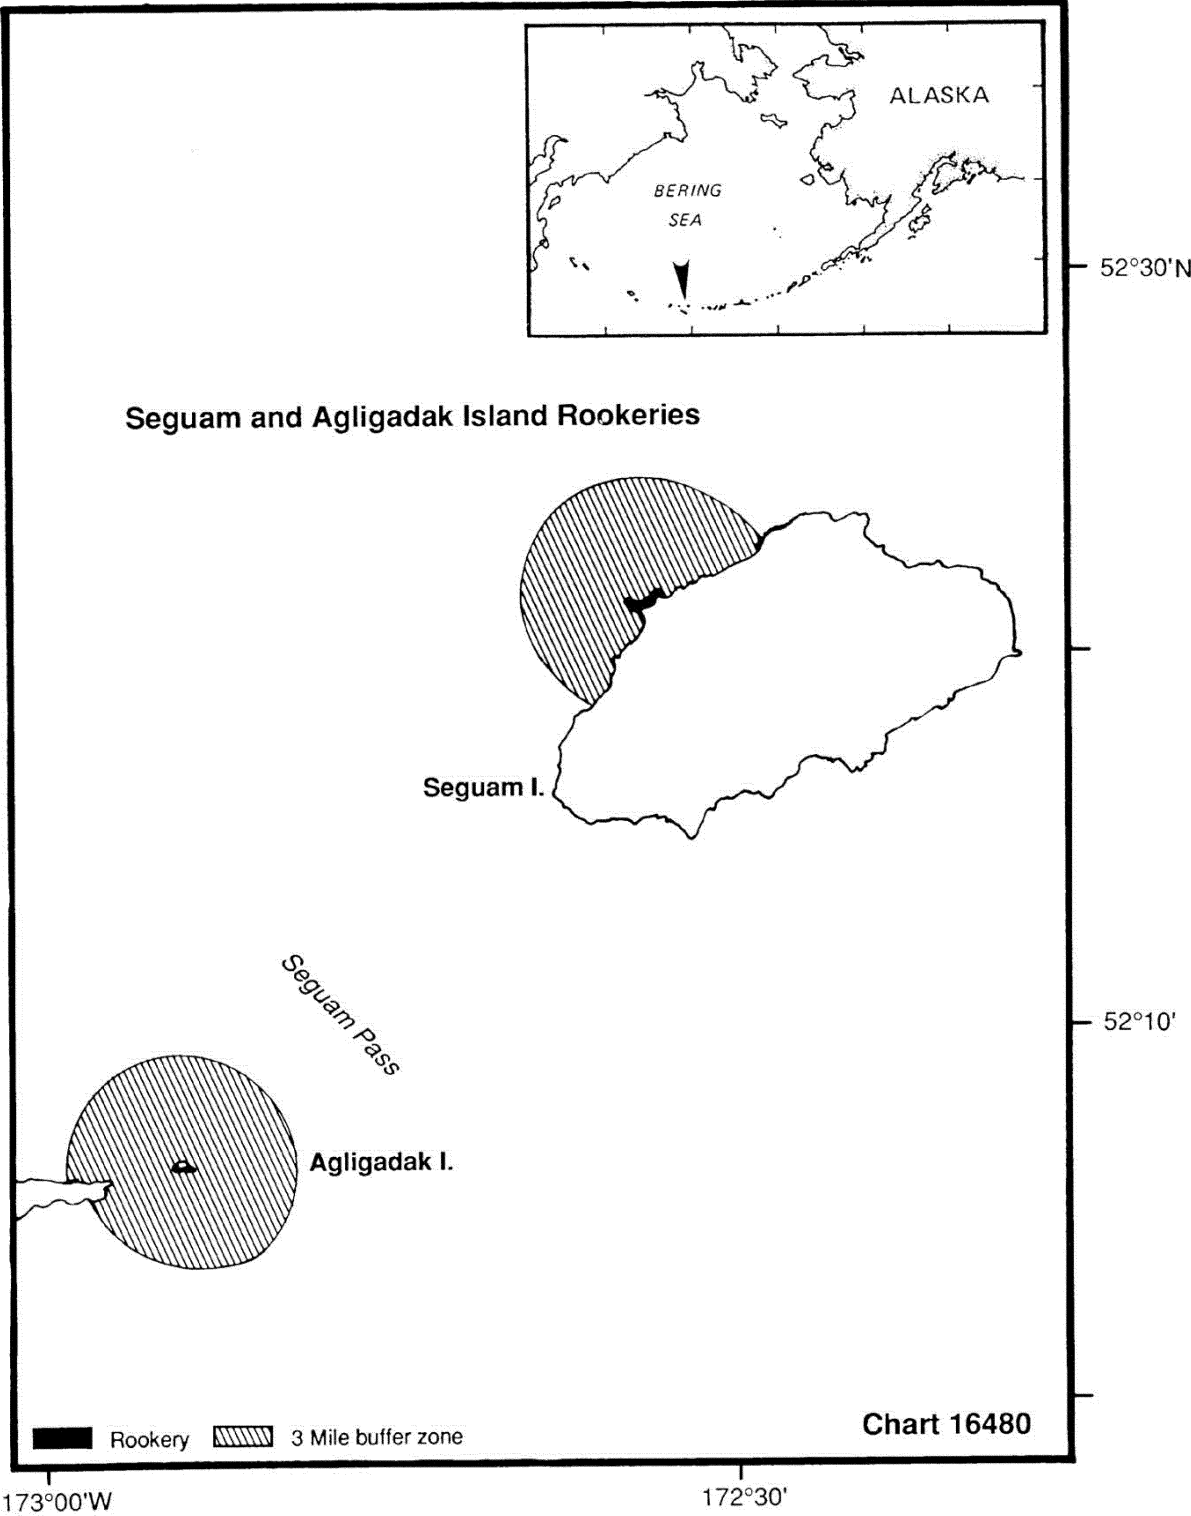 ALASKA
BERING
SEA
52°30'N
Seguam and Agligadak Island Rookeries
Seguam I.
Seguam Pass
52°10'
Agligadak I.
Rookery
3 Mile buffer zone
Chart 16480
173°00'W
172°30'